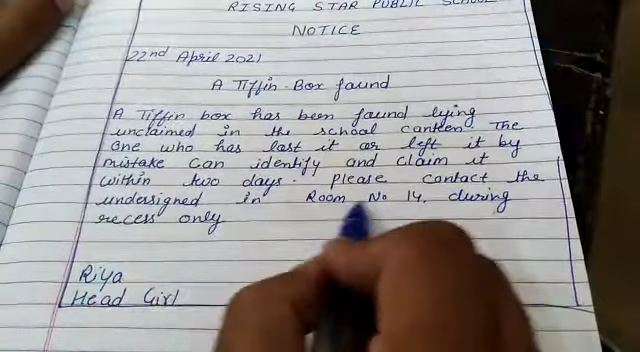 RISING STAR PUBLIC SCHOOL
NOTICE
22nd April 2021
A Tiffin-Box found
A Tiffin box has been found lying
unclaimed in the school canteen. The
one who has lost it or left it by
mistake can identify and claim it
within two days. Please contact the
undersigned in Room No 14. during
recess only
Riya
Head Girl